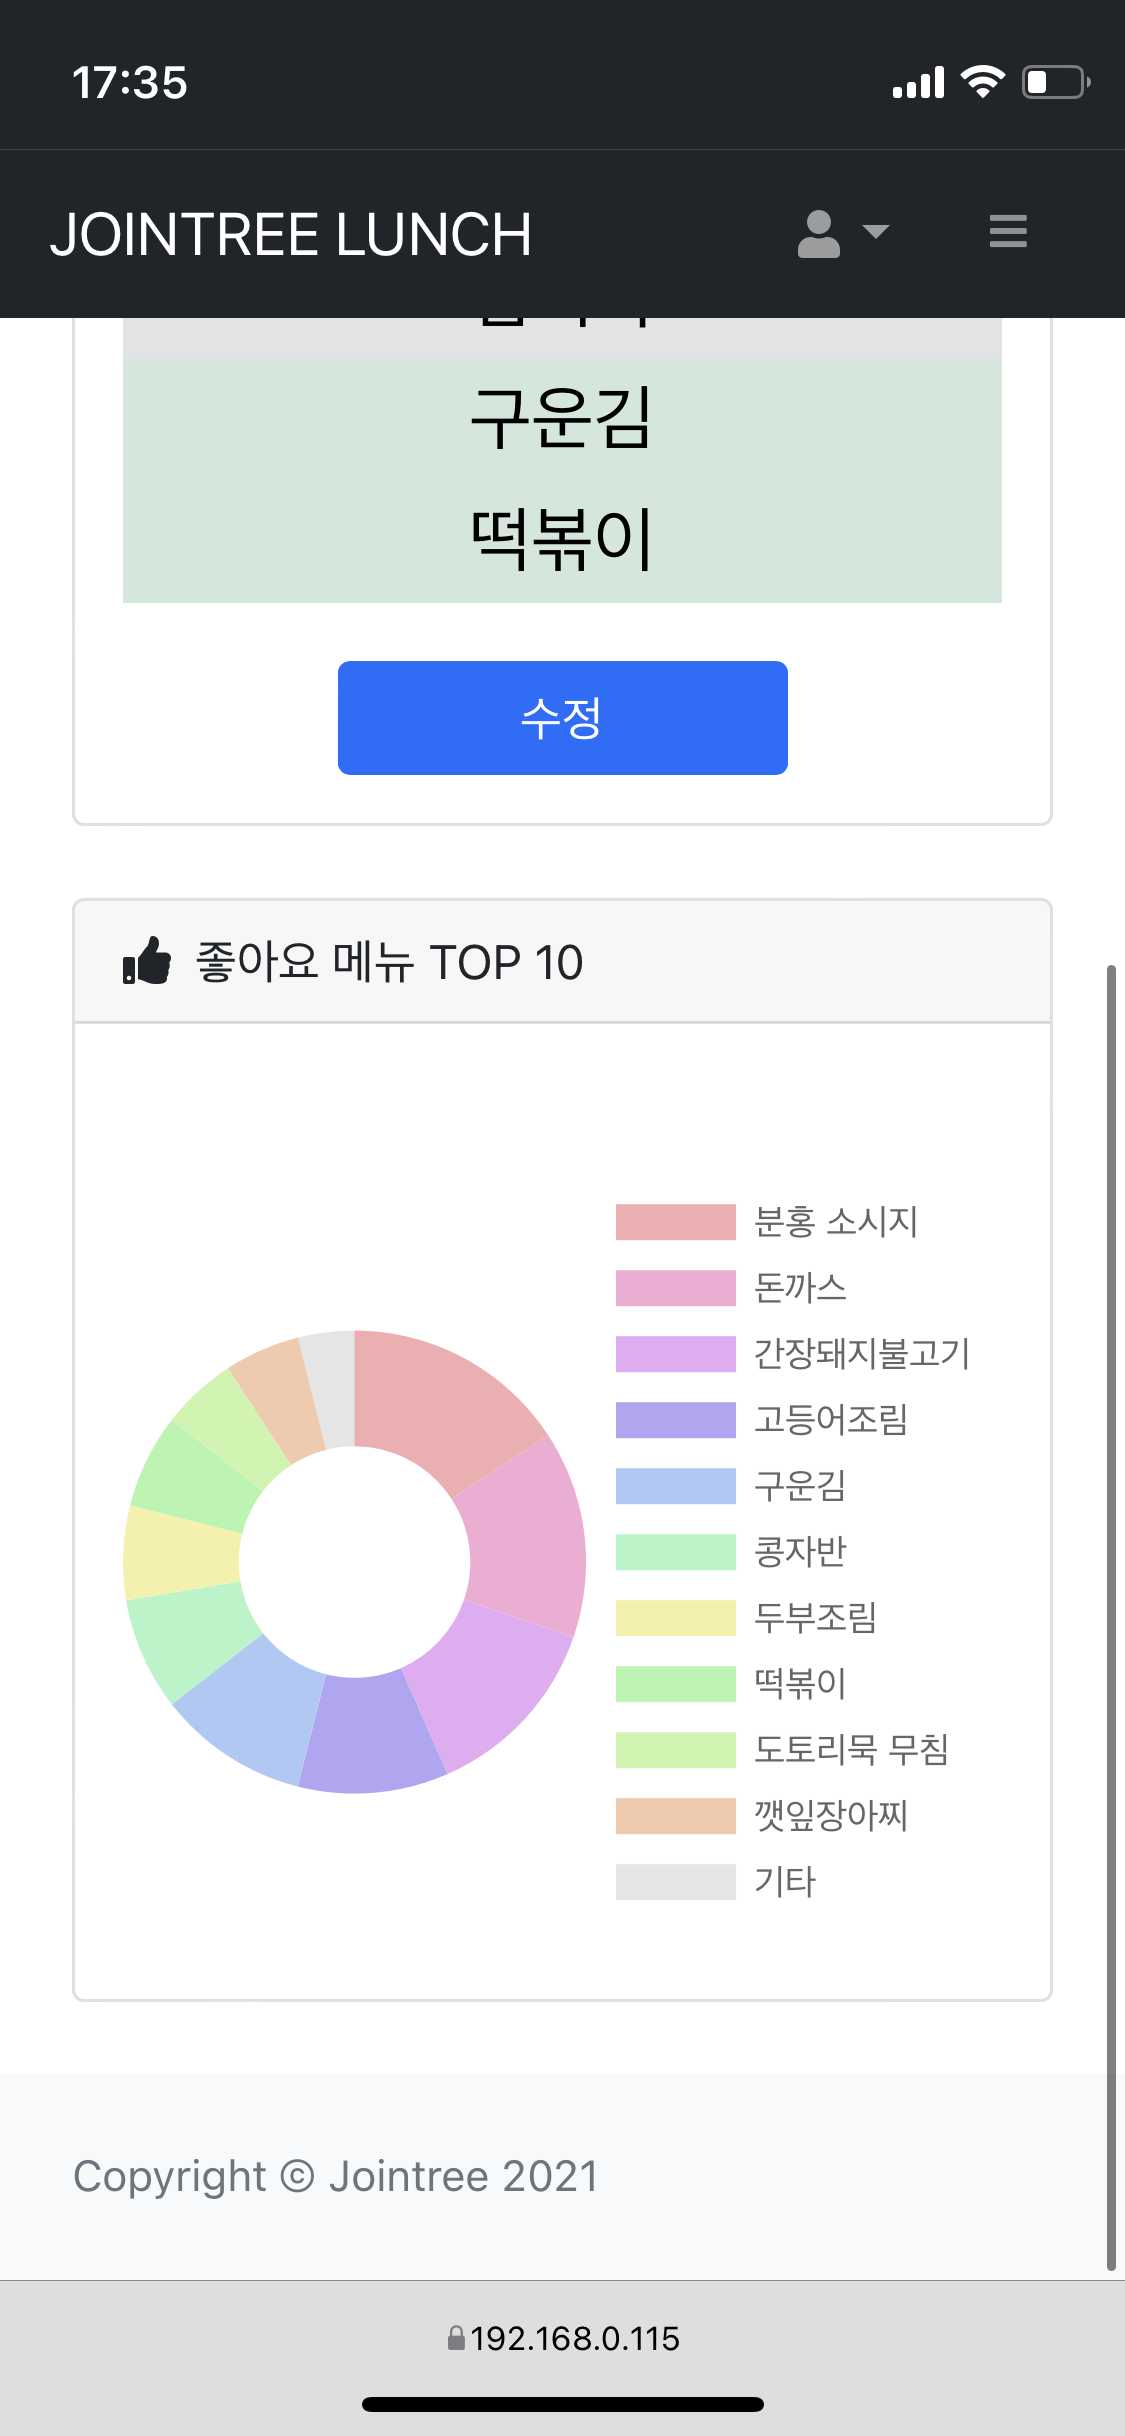 17:35
JOINTREE LUNCH
구운김
떡볶이
수정
좋아요 메뉴 TOP 10
분홍 소시지
돈까스
간장돼지불고기
고등어조림
구운김
콩자반
두부조림
떡볶이
도토리묵 무침
깻잎장아찌
기타
Copyright © Jointree 2021
192.168.0.115